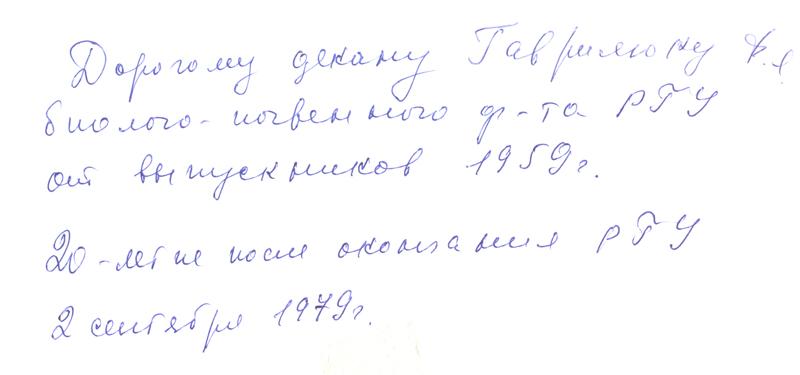 Дорогому декану Гаврилюку Ф.Я.
биолого-почвенного ф-та РГУ
от выпускников 1959г.
20-летие после окончания РГУ
2 сентября 1979г.